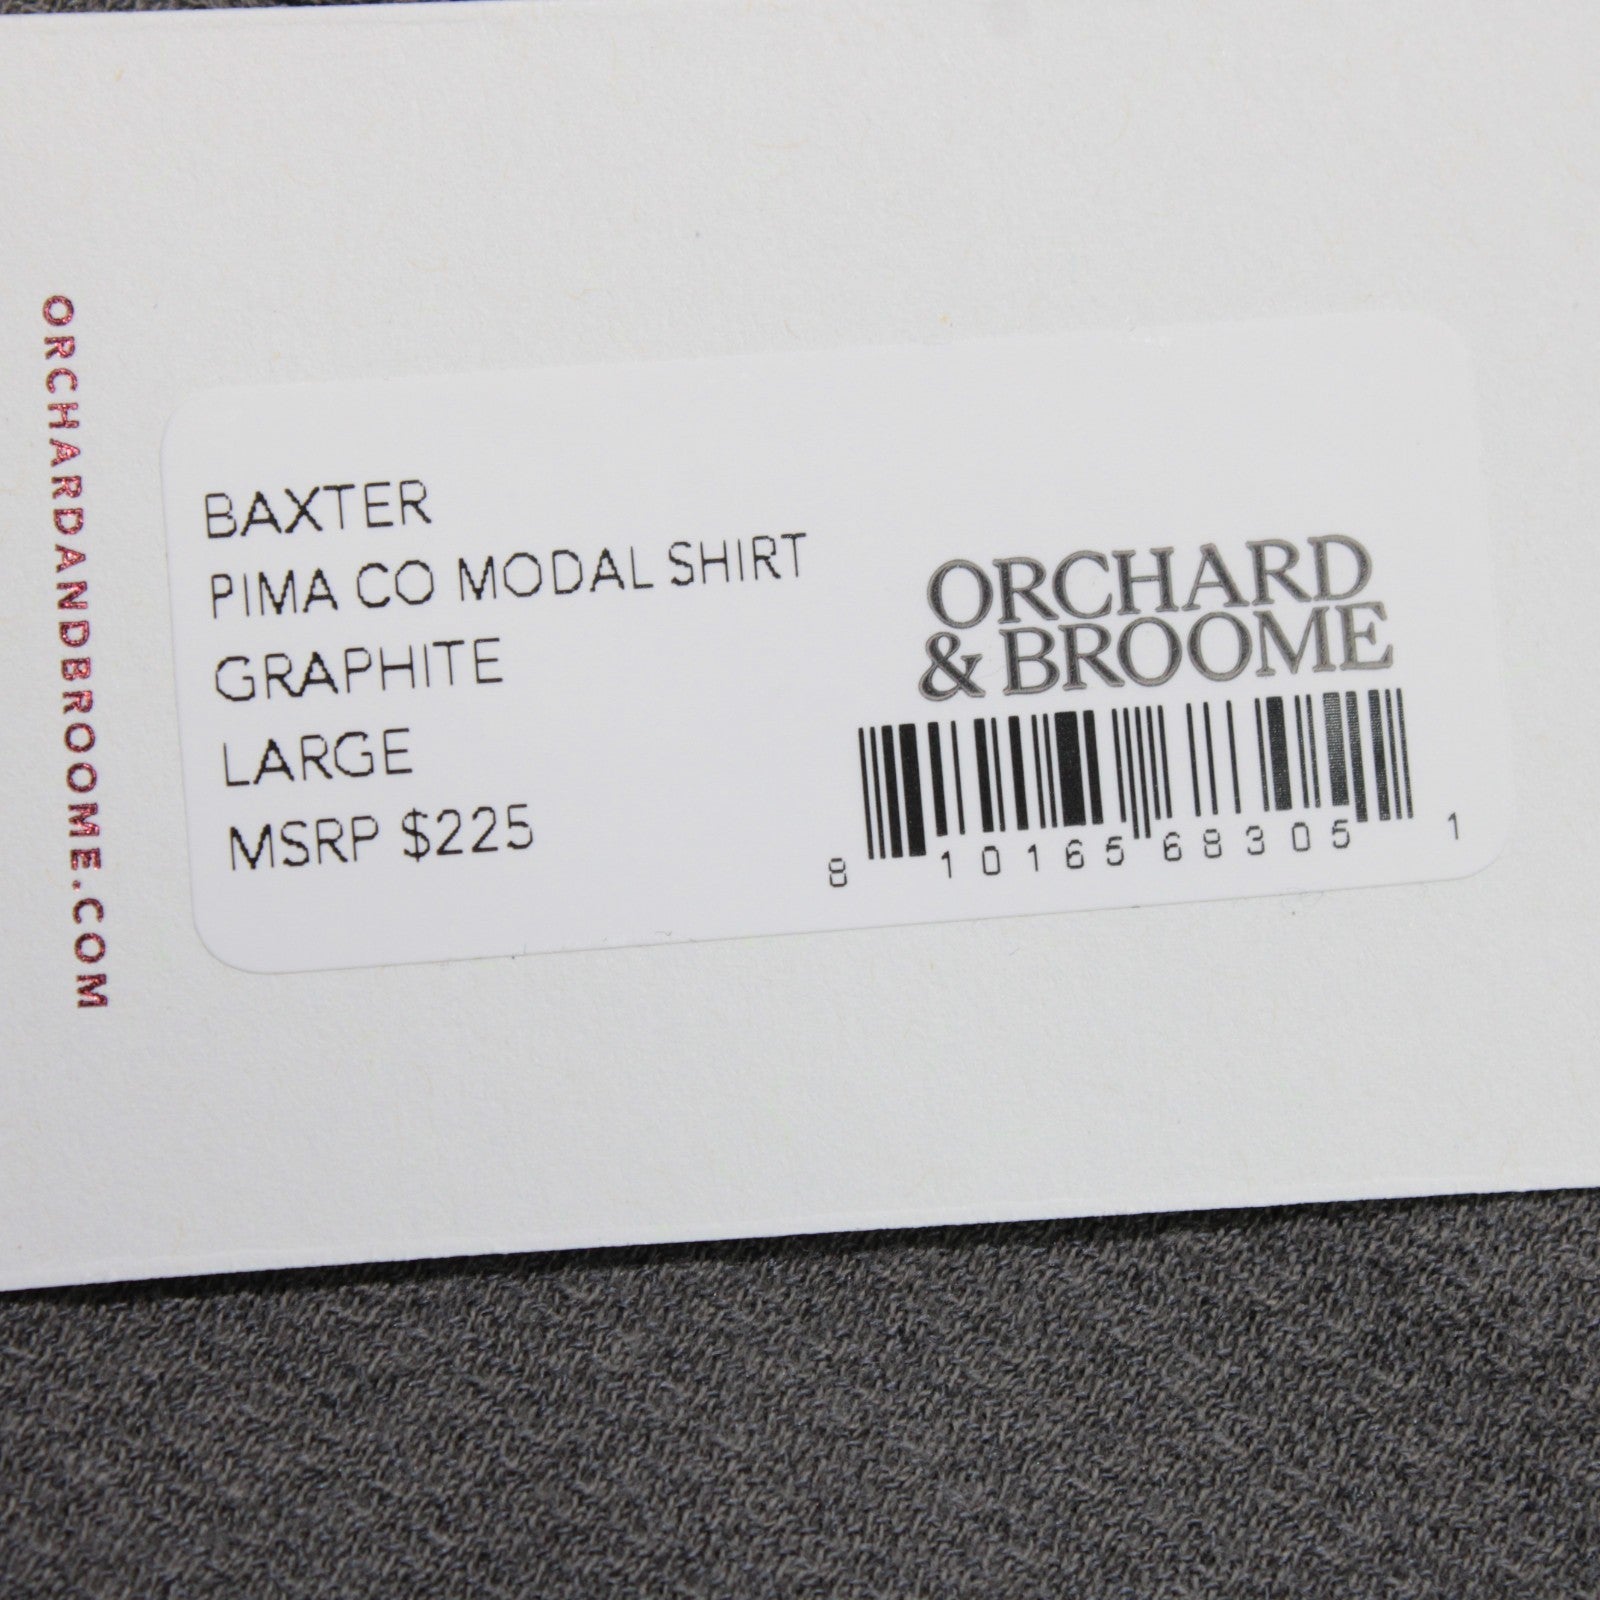 ORCHARDANDBROOME.COM
BAXTER
PIMA CO MODAL SHIRT
GRAPHITE
LARGE
MSRP $225
ORCHARD
& BROOME
8 10165 68305 1